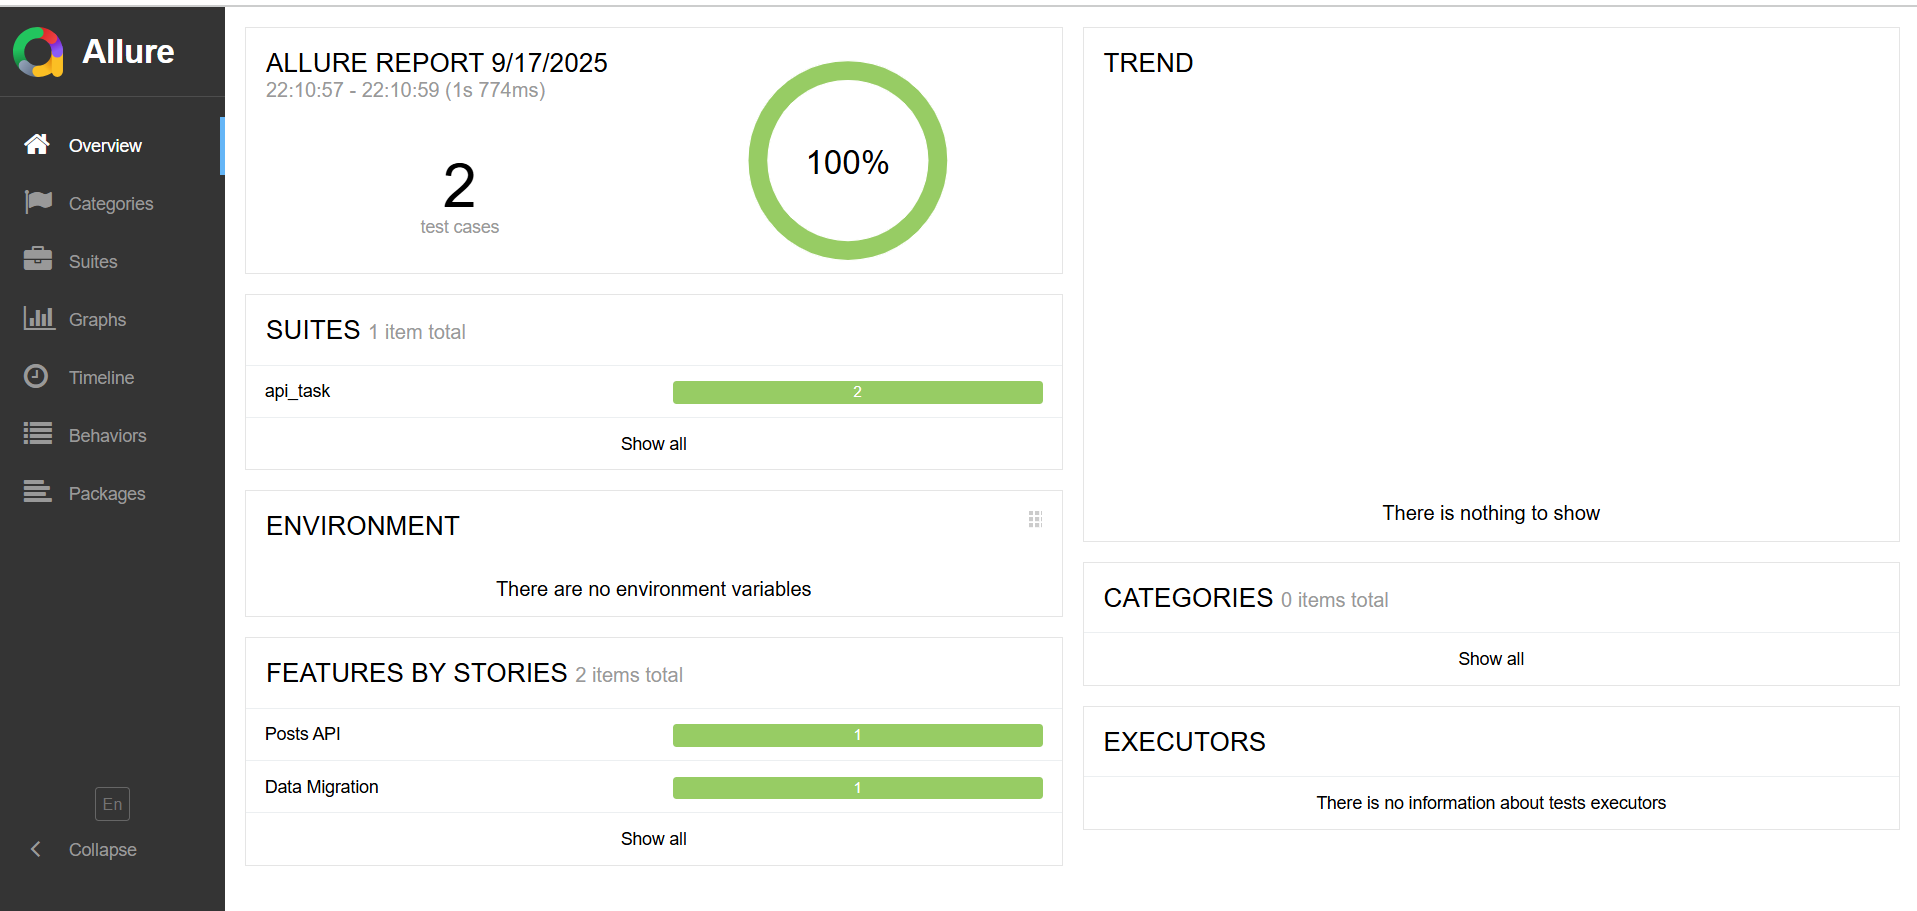 Allure
Overview
Categories
Suites
Graphs
Timeline
Behaviors
Packages
En
Collapse
ALLURE REPORT 9/17/2025
22:10:57 - 22:10:59 (1s 774ms)
2
test cases
100%
SUITES 1 item total
api_task 2
Show all
ENVIRONMENT
There are no environment variables
FEATURES BY STORIES 2 items total
Posts API 1
Data Migration 1
Show all
TREND
There is nothing to show
CATEGORIES 0 items total
Show all
EXECUTORS
There is no information about tests executors